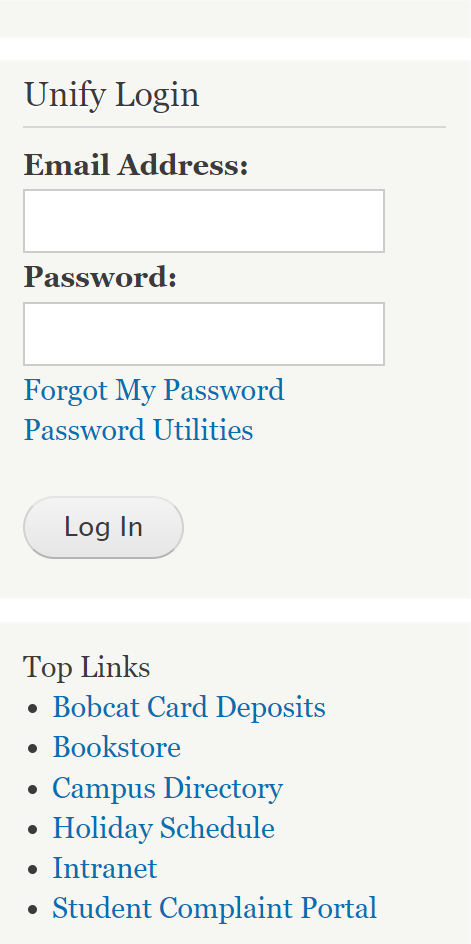 Unify Login
Email Address:
Password:
Forgot My Password
Password Utilities
Log In
Top Links
Bobcat Card Deposits
Bookstore
Campus Directory
Holiday Schedule
Intranet
Student Complaint Portal